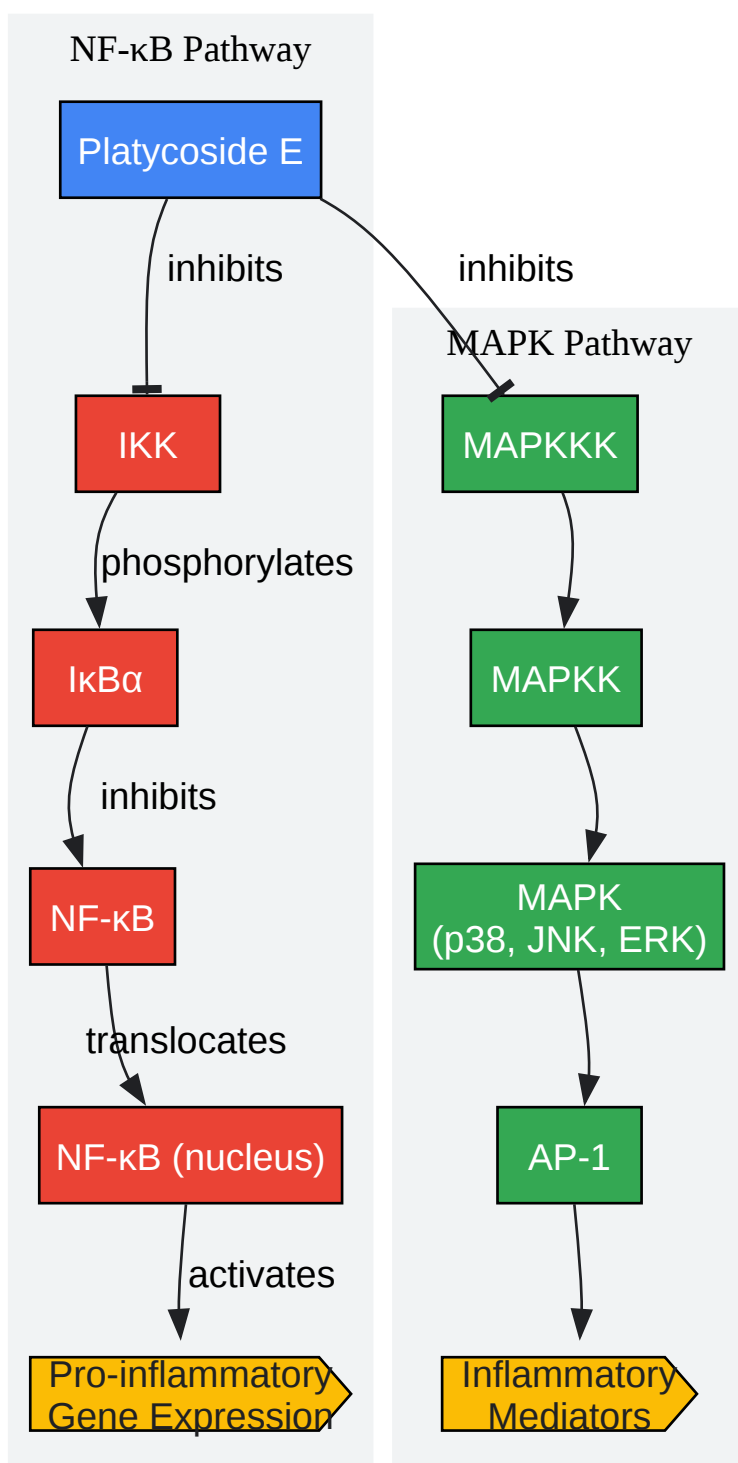 NF-κB Pathway
Platycoside E
inhibits
inhibits
MAPK Pathway
IKK
MAPKKK
phosphorylates
IκBα
MAPKK
inhibits
NF-κB
MAPK
(p38, JNK, ERK)
translocates
NF-κB (nucleus)
AP-1
activates
Pro-inflammatory
Gene Expression
Inflammatory
Mediators